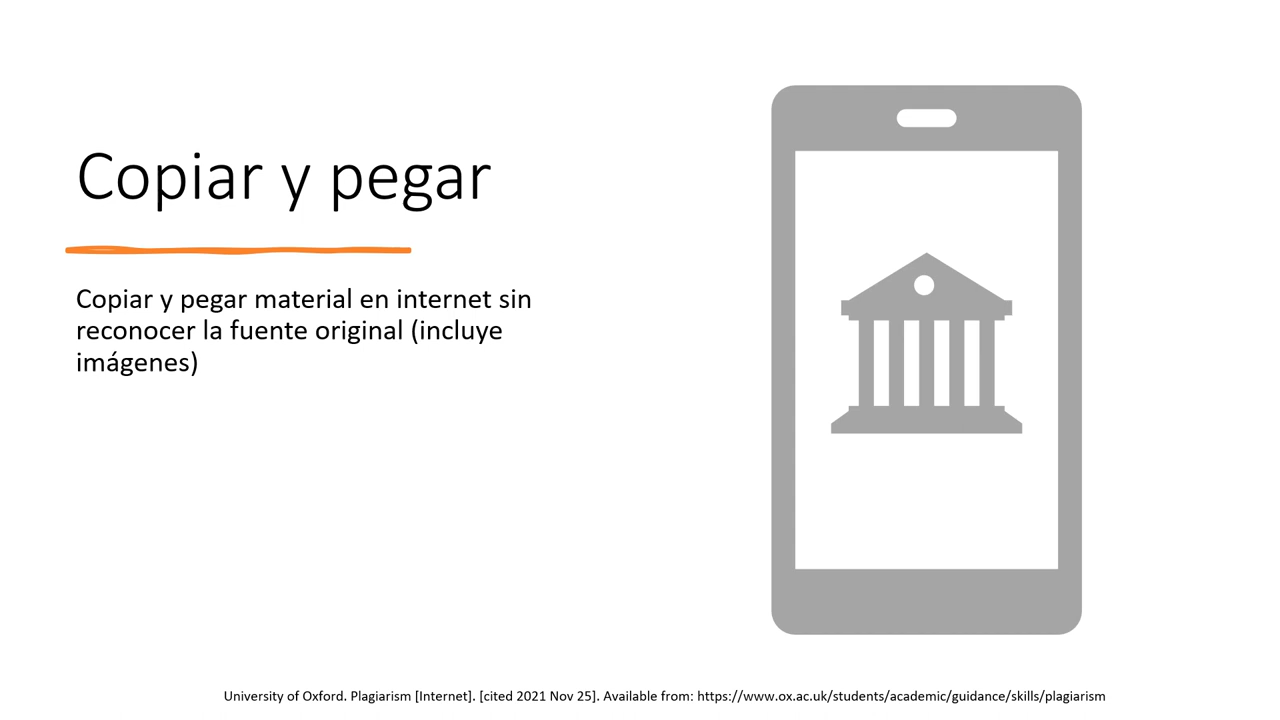 Copiar y pegar
Copiar y pegar material en internet sin
reconocer la fuente original (incluye
imágenes)
University of Oxford. Plagiarism [Internet]. [cited 2021 Nov 25]. Available from: https://www.ox.ac.uk/students/academic/guidance/skills/plagiarism